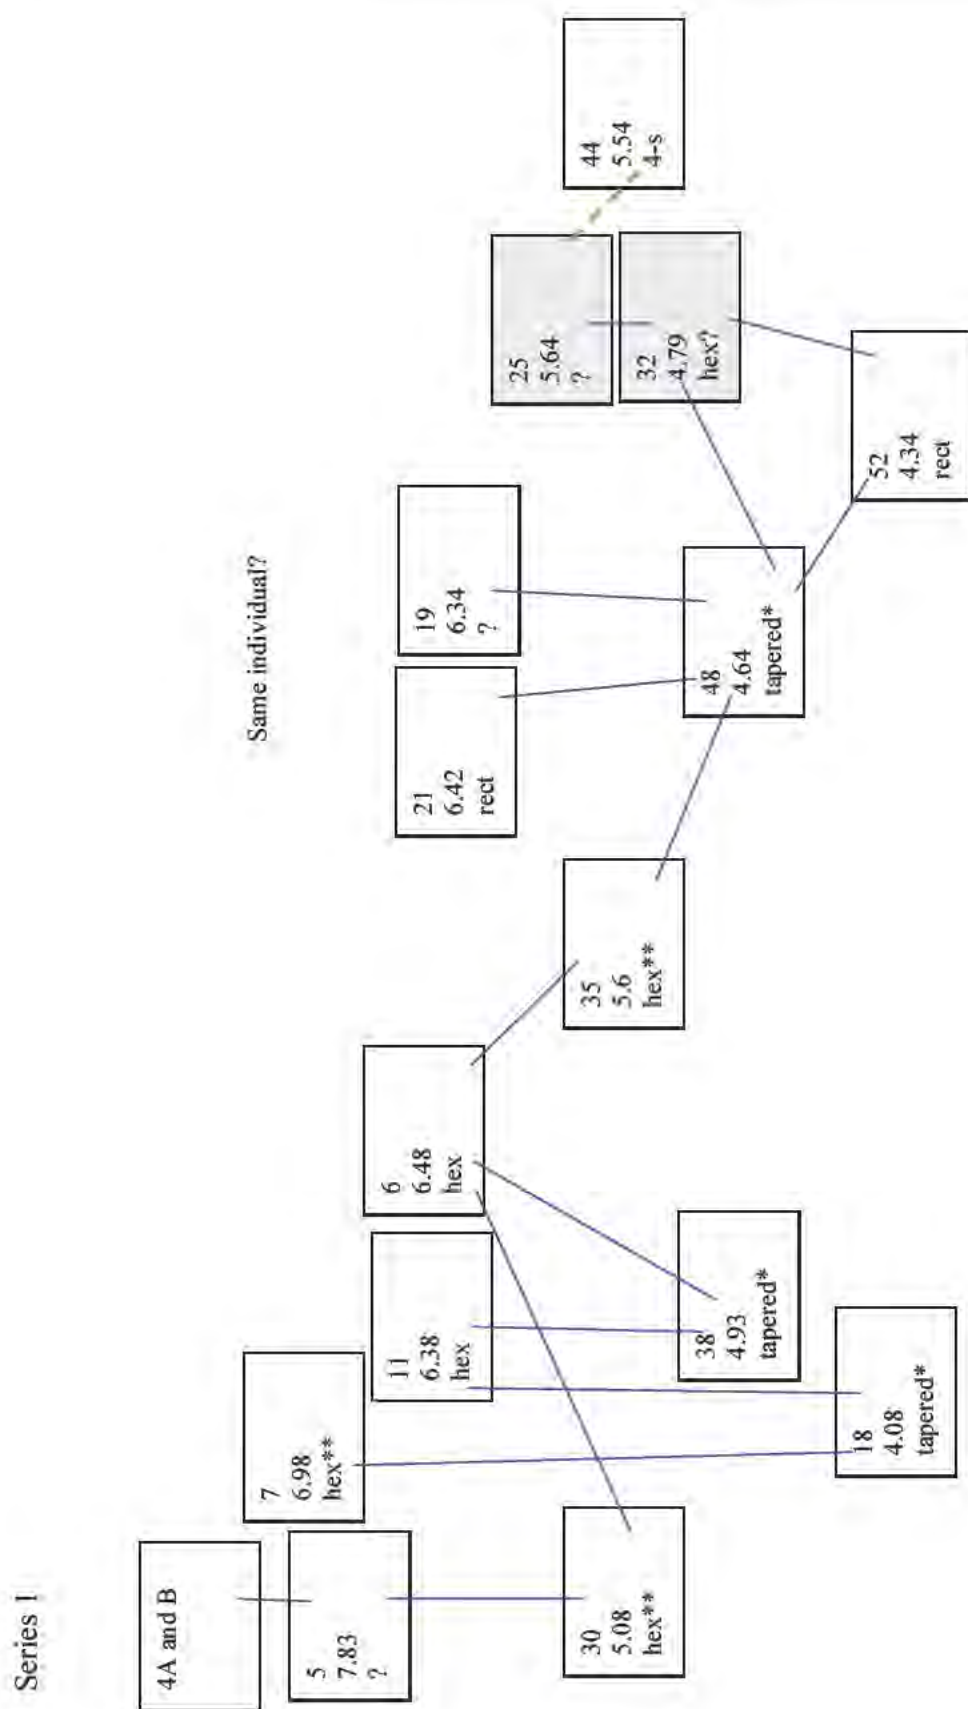 Series 1
4A and B
5
7.83
?
7
6.98
hex**
11
6.38
hex
6
6.48
hex
30
5.08
hex**
38
4.93
tapered*
18
4.08
tapered*
35
5.6
hex**
Same individual?
21
6.42
rect
19
6.34
?
48
4.64
tapered*
25
5.64
?
32
4.79
hex?
44
5.54
4-s
52
4.34
rect